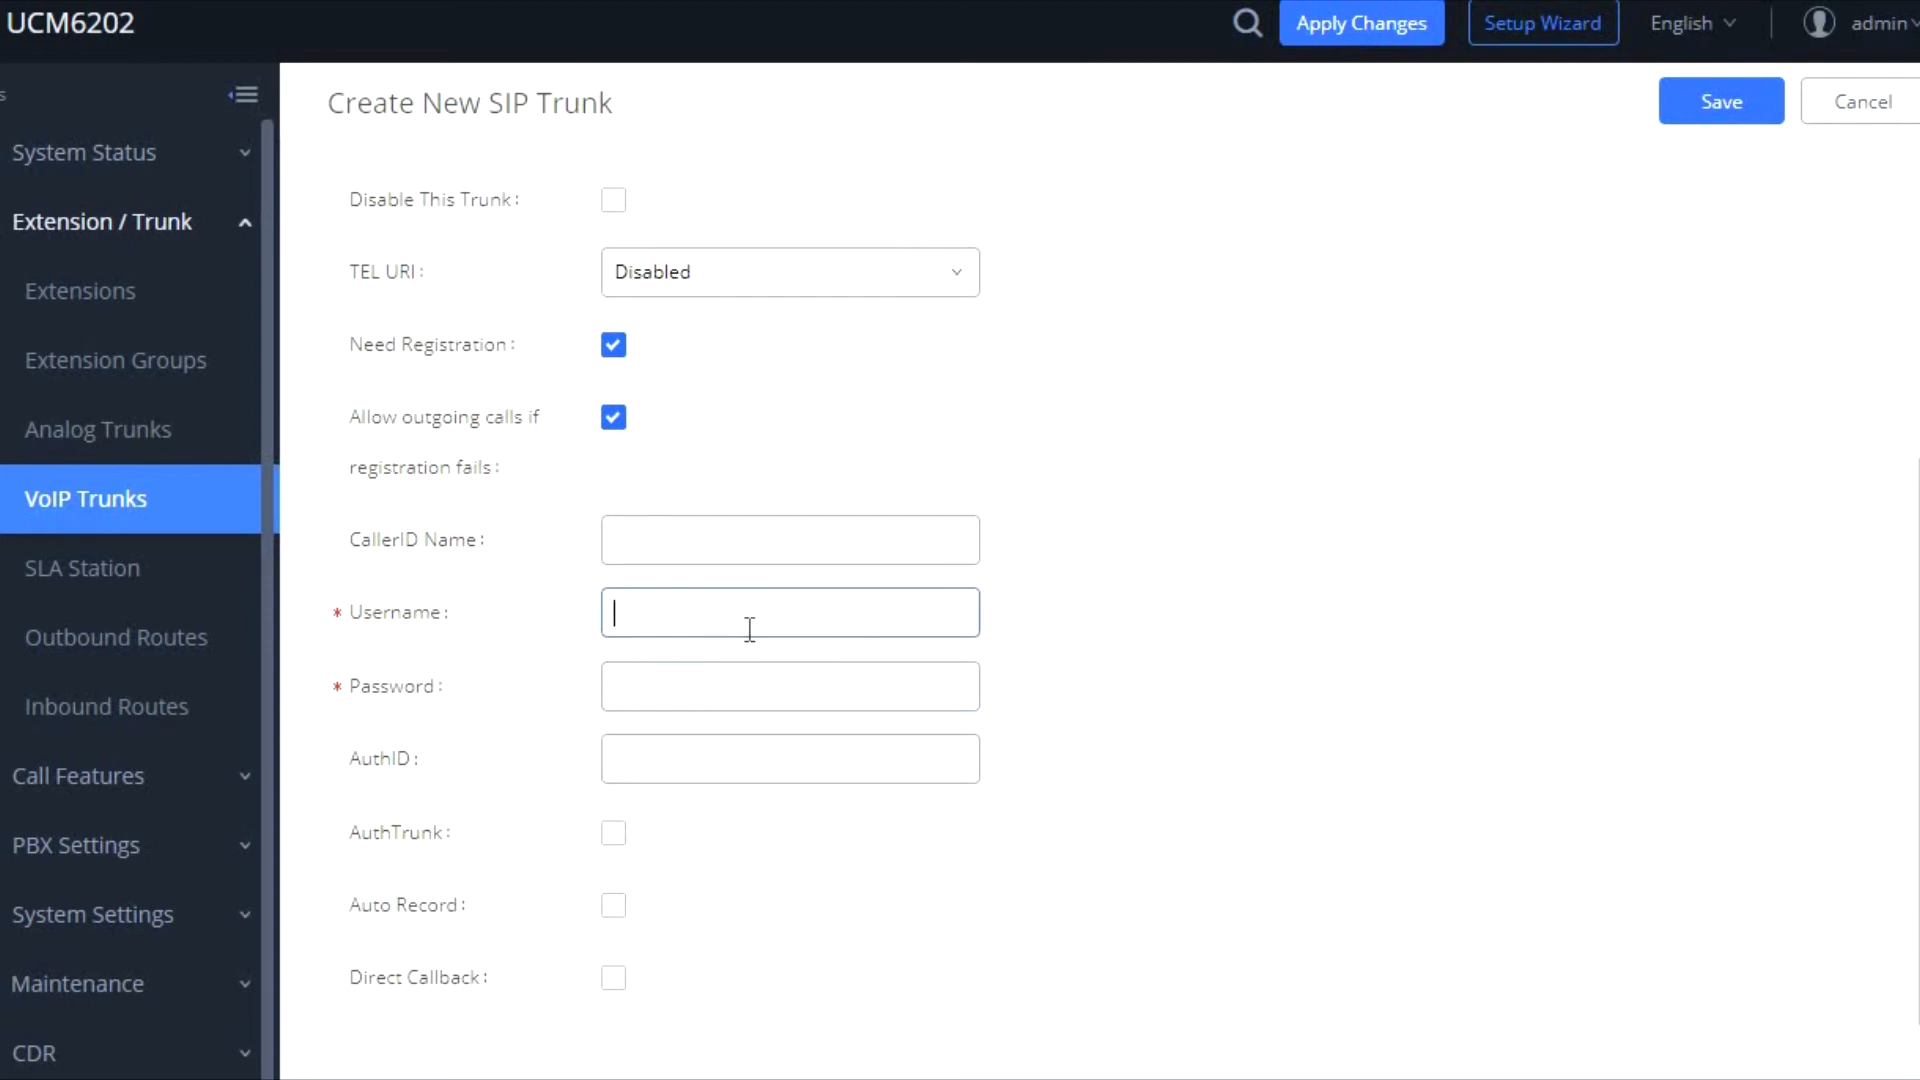 UCM6202
Apply Changes
Setup Wizard
English
admin
s
Create New SIP Trunk
Save
Cancel
System Status
Extension / Trunk
Extensions
Extension Groups
Analog Trunks
VoIP Trunks
SLA Station
Outbound Routes
Inbound Routes
Call Features
PBX Settings
System Settings
Maintenance
CDR
Disable This Trunk:
TEL URI:
Disabled
Need Registration:
Allow outgoing calls if
registration fails:
CallerID Name:
* Username:
* Password:
AuthID:
AuthTrunk:
Auto Record:
Direct Callback: